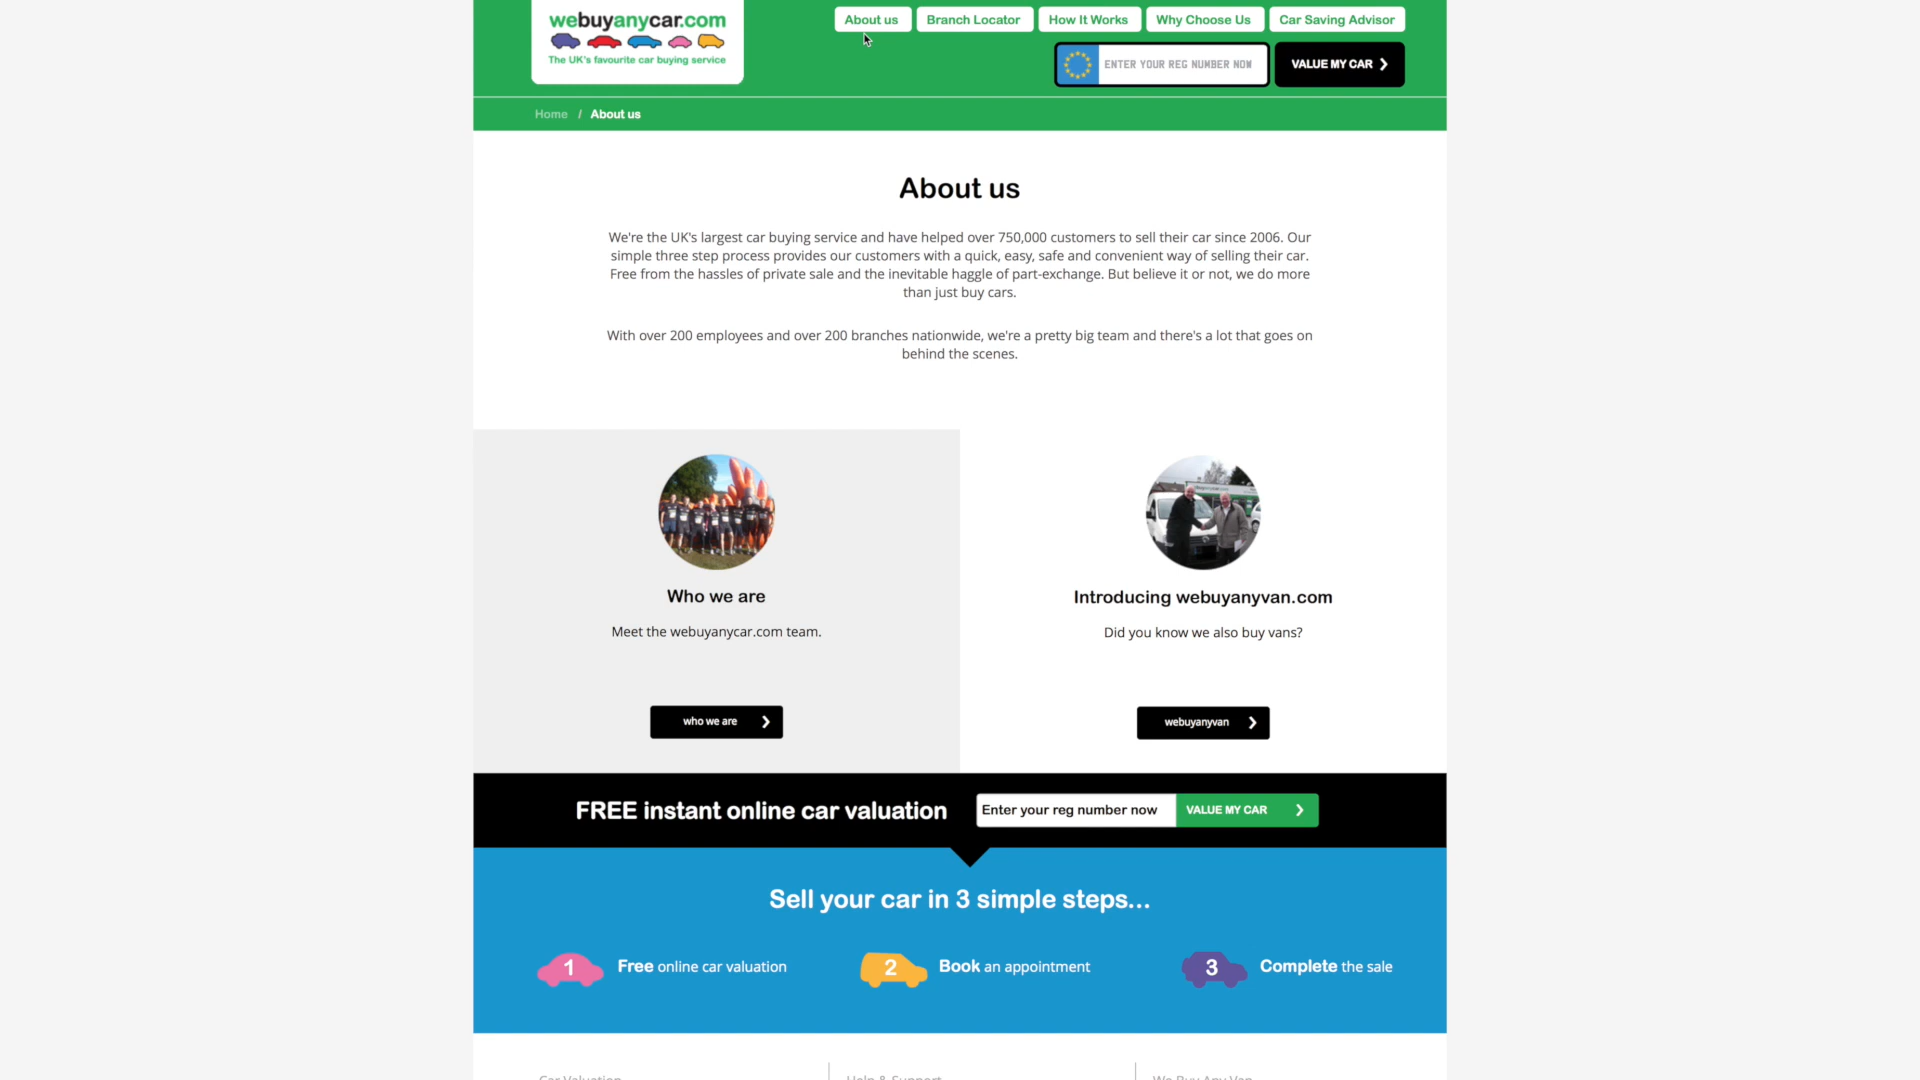 webuyanycar.com
The UK's favourite car buying service
About us
Branch Locator
How It Works
Why Choose Us
Car Saving Advisor
ENTER YOUR REG NUMBER NOW
VALUE MY CAR
Home / About us
About us
We're the UK's largest car buying service and have helped over 750,000 customers to sell their car since 2006. Our
simple three step process provides our customers with a quick, easy, safe and convenient way of selling their car.
Free from the hassles of private sale and the inevitable haggle of part-exchange. But believe it or not, we do more
than just buy cars.
With over 200 employees and over 200 branches nationwide, we're a pretty big team and there's a lot that goes on
behind the scenes.
Who we are
Meet the webuyanycar.com team.
who we are
Introducing webuyanyvan.com
Did you know we also buy vans?
webuyanyvan
FREE instant online car valuation
Enter your reg number now
VALUE MY CAR
Sell your car in 3 simple steps...
1 Free online car valuation
2 Book an appointment
3 Complete the sale
Car Valuation
Help & Support
We Buy Any Van